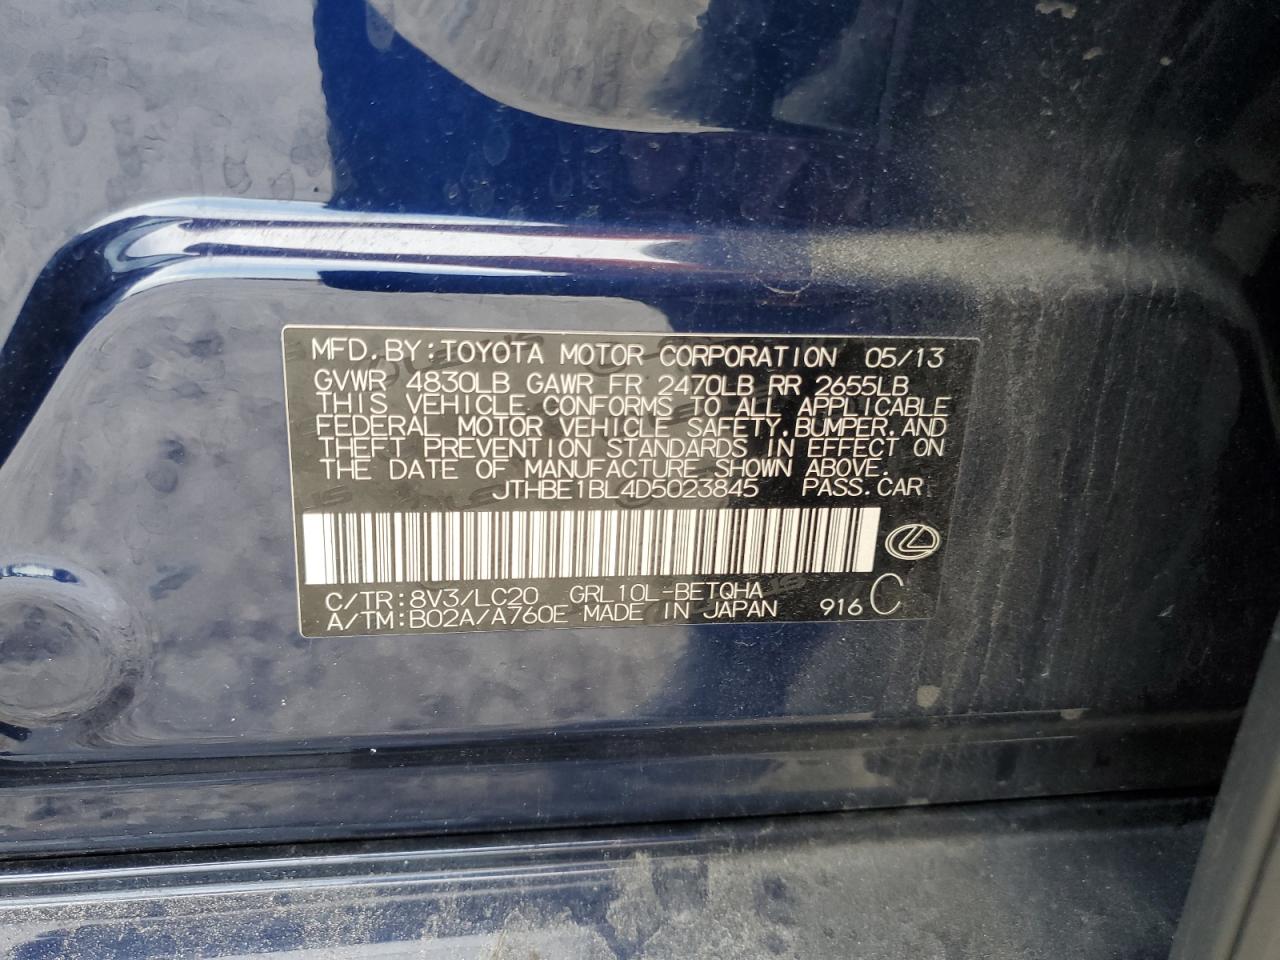 MFD.BY:TOYOTA MOTOR CORPORATION 05/13
GVWR 4830LB GAWR FR 2470LB RR 2655LB
THIS VEHICLE CONFORMS TO ALL APPLICABLE
FEDERAL MOTOR VEHICLE SAFETY,BUMPER,AND
THEFT PREVENTION STANDARDS IN EFFECT ON
THE DATE OF MANUFACTURE SHOWN ABOVE.
JTHBE1BL4D5023845 PASS.CAR
C/TR:8V3/LC20 GRL10L-BETQHA
A/TM:B02A/A760E MADE IN JAPAN 916 C